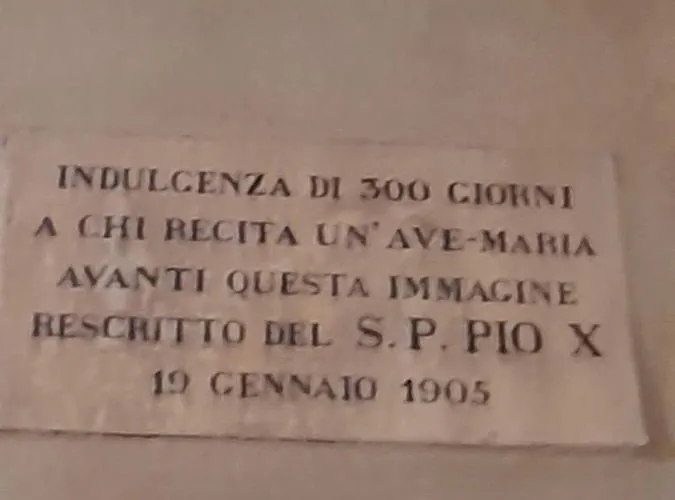 INDULGENZA DI 300 GIORNI
A CHI RECITA UN' AVE-MARIA
AVANTI QUESTA IMMAGINE
RESCRITTO DEL S. P. PIO X
19 GENNAIO 1905